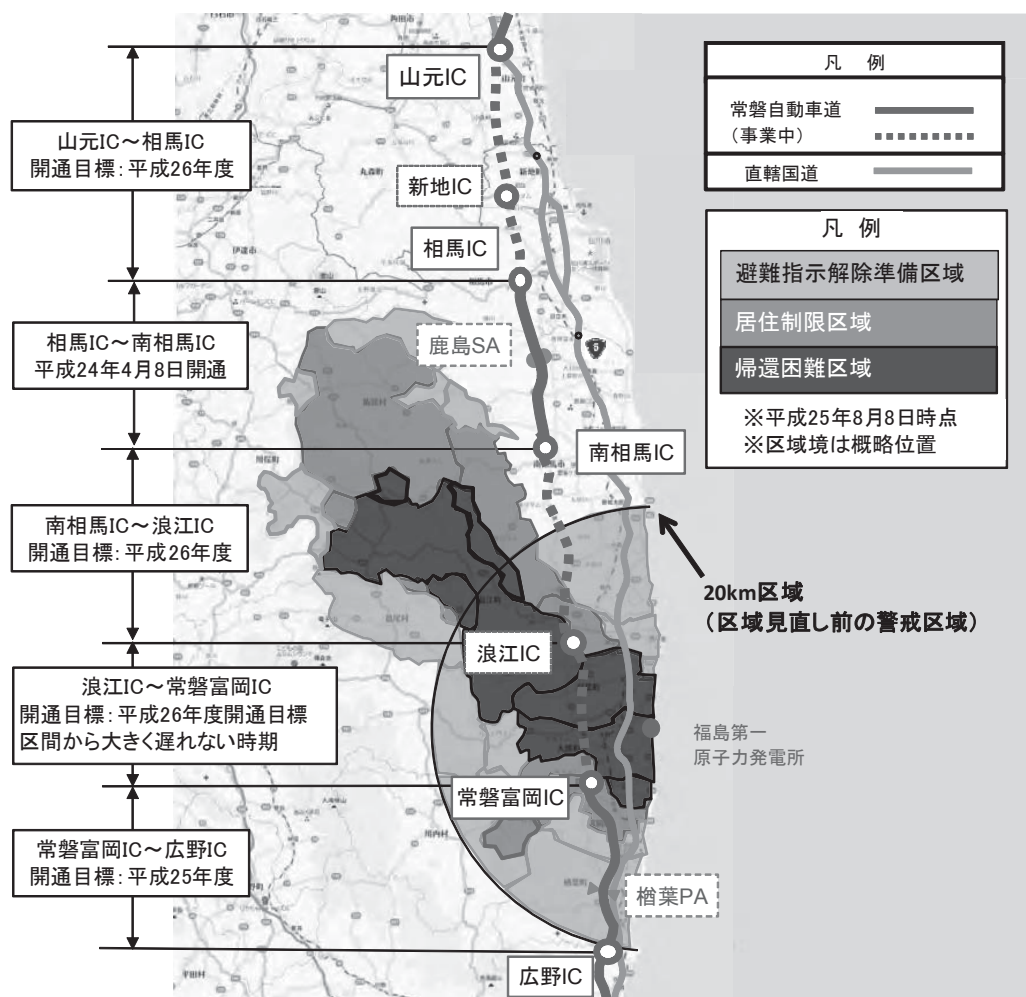 山元IC
新地IC
相馬IC
鹿島SA
南相馬IC
浪江IC
常磐富岡IC
楢葉PA
広野IC
山元IC～相馬IC
開通目標：平成26年度
相馬IC～南相馬IC
平成24年4月8日開通
南相馬IC～浪江IC
開通目標：平成26年度
浪江IC～常磐富岡IC
開通目標：平成26年度開通目標
区間から大きく遅れない時期
常磐富岡IC～広野IC
開通目標：平成25年度
凡 例
常磐自動車道
（事業中）
直轄国道
凡 例
避難指示解除準備区域
居住制限区域
帰還困難区域
※平成25年8月8日時点
※区域境は概略位置
20km区域
（区域見直し前の警戒区域）
福島第一
原子力発電所
丸森町
伊達市
川内村
平田村